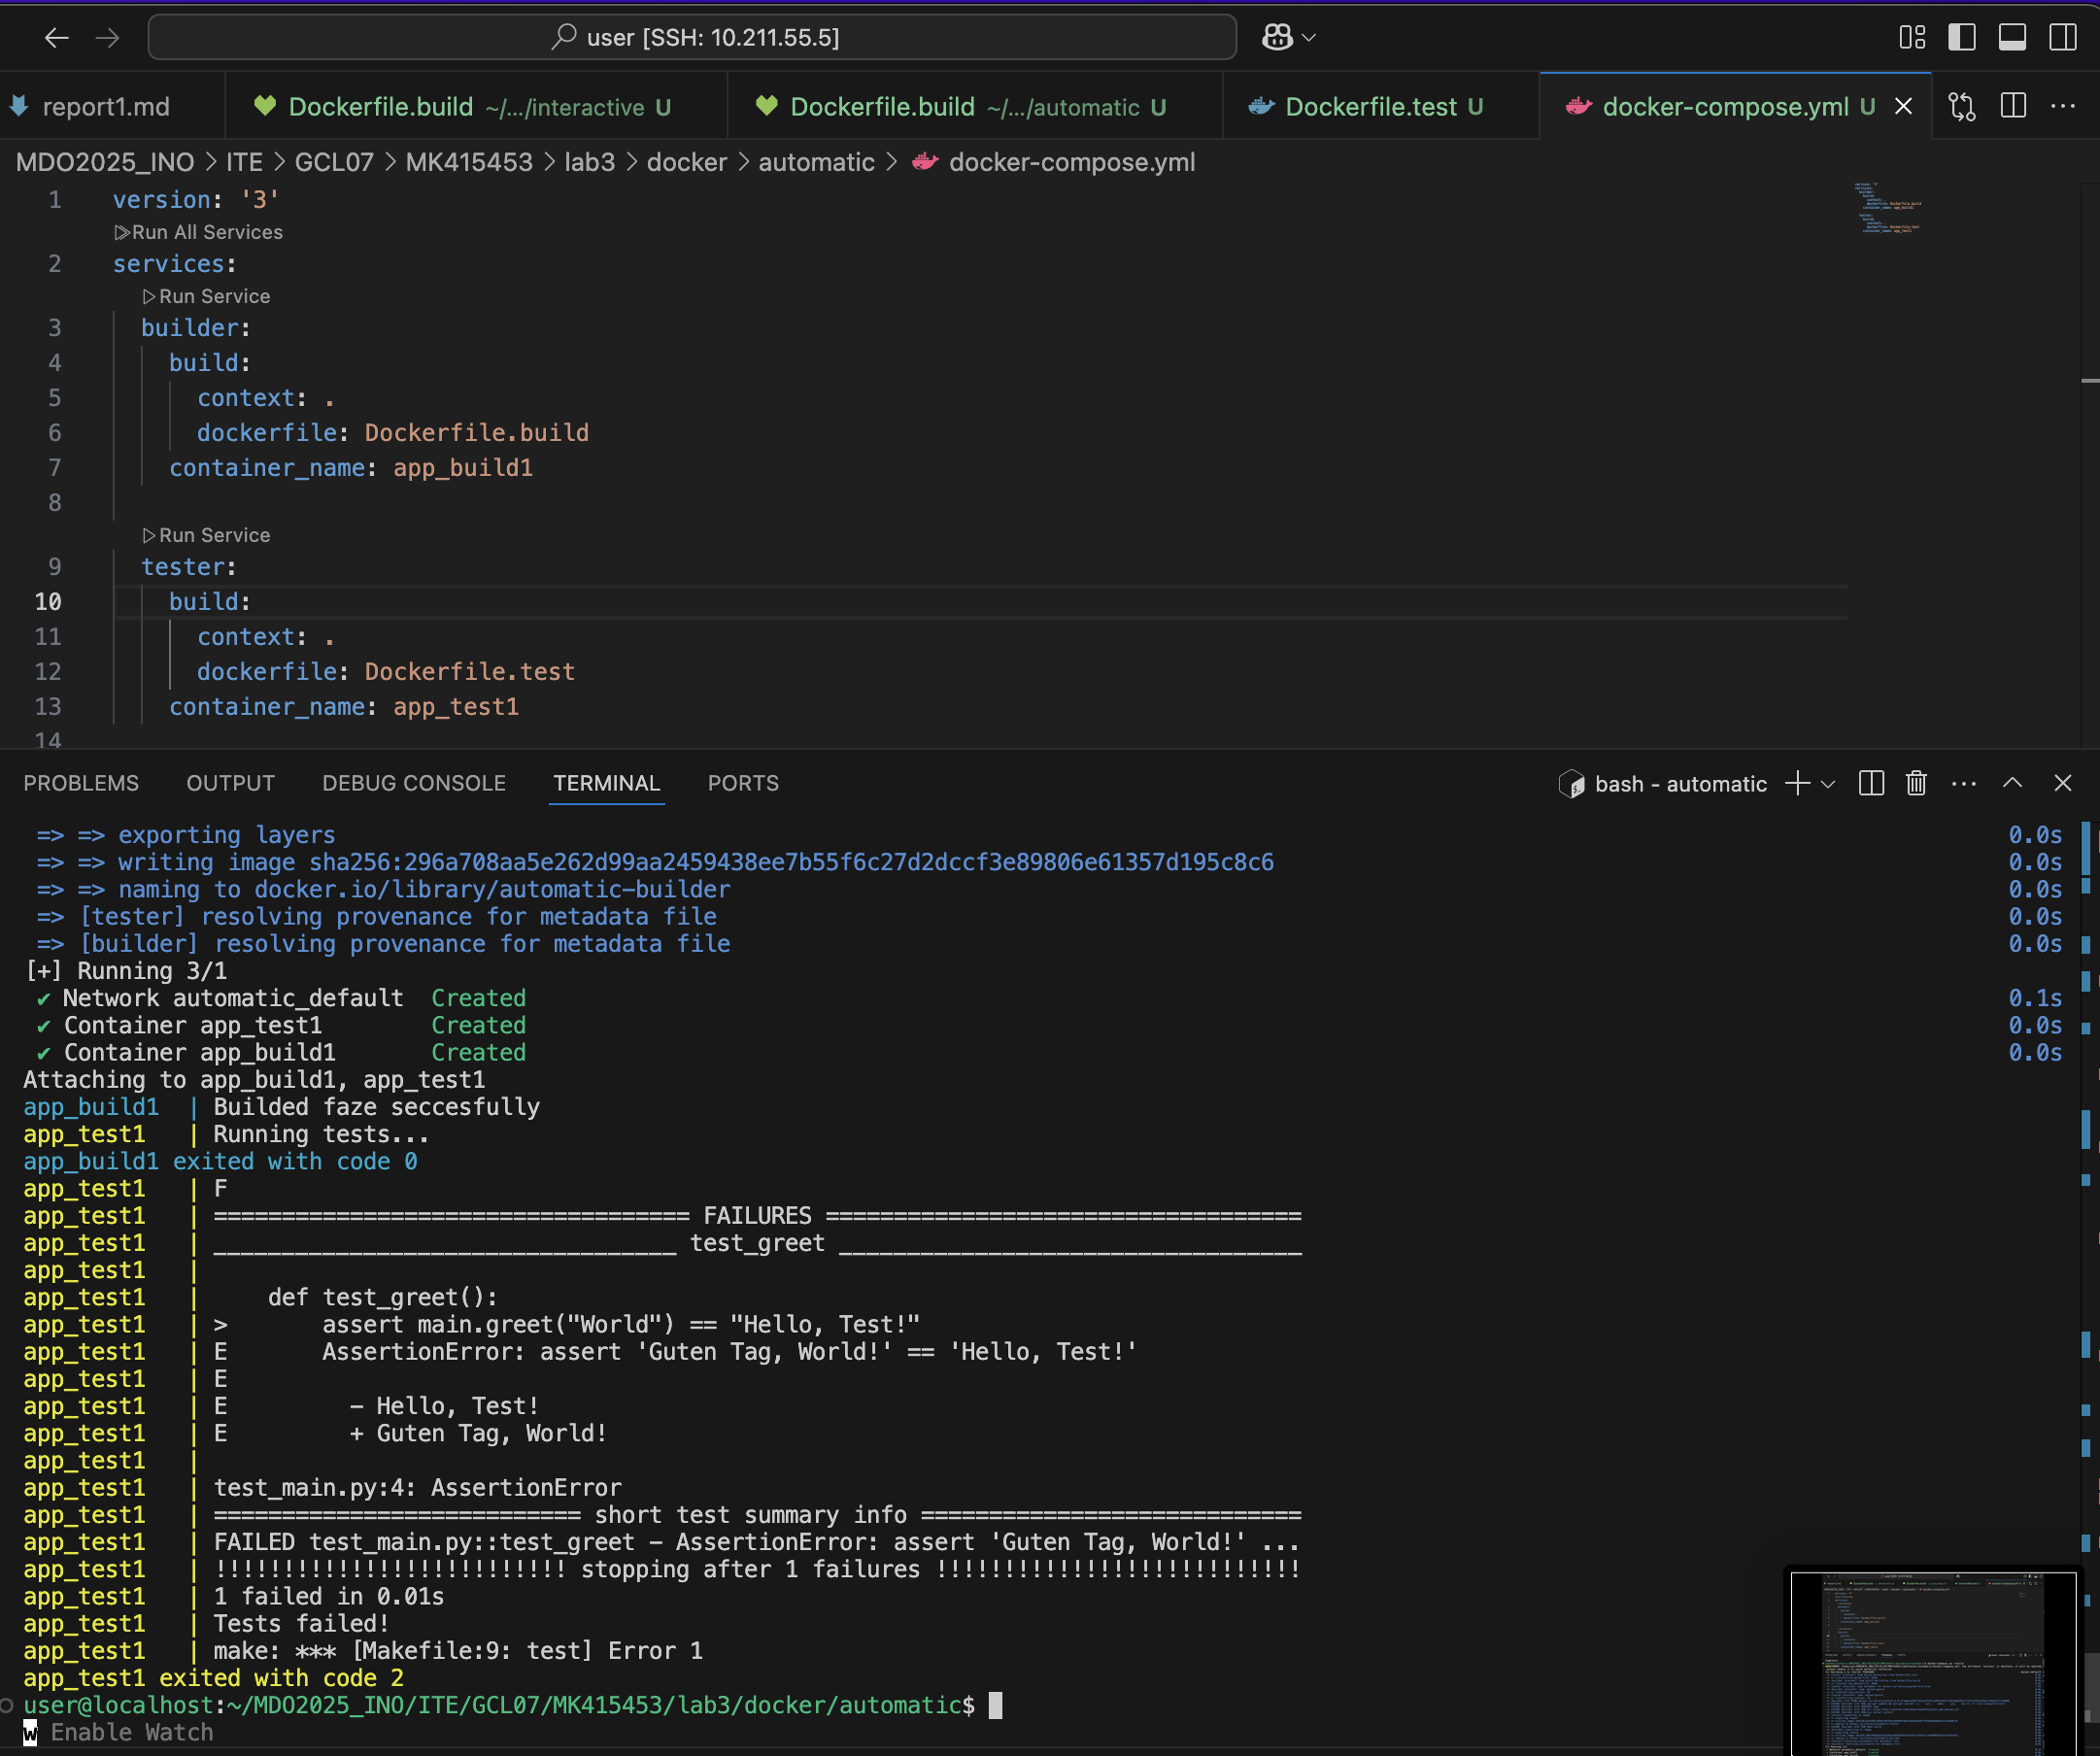 user [SSH: 10.211.55.5]
report1.md
Dockerfile.build ~/.../interactive U
Dockerfile.build ~/.../automatic U
Dockerfile.test U
docker-compose.yml U
MDO2025_INO > ITE > GCL07 > MK415453 > lab3 > docker > automatic > docker-compose.yml
1 version: '3'
Run All Services
2 services:
Run Service
3 builder:
4 build:
5 context: .
6 dockerfile: Dockerfile.build
7 container_name: app_build1
8
Run Service
9 tester:
10 build:
11 context: .
12 dockerfile: Dockerfile.test
13 container_name: app_test1
14
PROBLEMS OUTPUT DEBUG CONSOLE TERMINAL PORTS
bash - automatic
=> => exporting layers 0.0s
=> => writing image sha256:296a708aa5e262d99aa2459438ee7b55f6c27d2dccf3e89806e61357d195c8c6 0.0s
=> => naming to docker.io/library/automatic-builder 0.0s
=> [tester] resolving provenance for metadata file 0.0s
=> [builder] resolving provenance for metadata file 0.0s
[+] Running 3/1
✔ Network automatic_default Created 0.1s
✔ Container app_test1 Created 0.0s
✔ Container app_build1 Created 0.0s
Attaching to app_build1, app_test1
app_build1 | Builded faze seccesfully
app_test1 | Running tests...
app_build1 exited with code 0
app_test1 | F
app_test1 | =================================== FAILURES ===================================
app_test1 | __________________________________ test_greet __________________________________
app_test1 |
app_test1 | def test_greet():
app_test1 | > assert main.greet("World") == "Hello, Test!"
app_test1 | E AssertionError: assert 'Guten Tag, World!' == 'Hello, Test!'
app_test1 | E
app_test1 | E - Hello, Test!
app_test1 | E + Guten Tag, World!
app_test1 |
app_test1 | test_main.py:4: AssertionError
app_test1 | =========================== short test summary info ============================
app_test1 | FAILED test_main.py::test_greet - AssertionError: assert 'Guten Tag, World!' ...
app_test1 | !!!!!!!!!!!!!!!!!!!!!!!!!! stopping after 1 failures !!!!!!!!!!!!!!!!!!!!!!!!!!!
app_test1 | 1 failed in 0.01s
app_test1 | Tests failed!
app_test1 | make: *** [Makefile:9: test] Error 1
app_test1 exited with code 2
user@localhost:~/MDO2025_INO/ITE/GCL07/MK415453/lab3/docker/automatic$
w Enable Watch